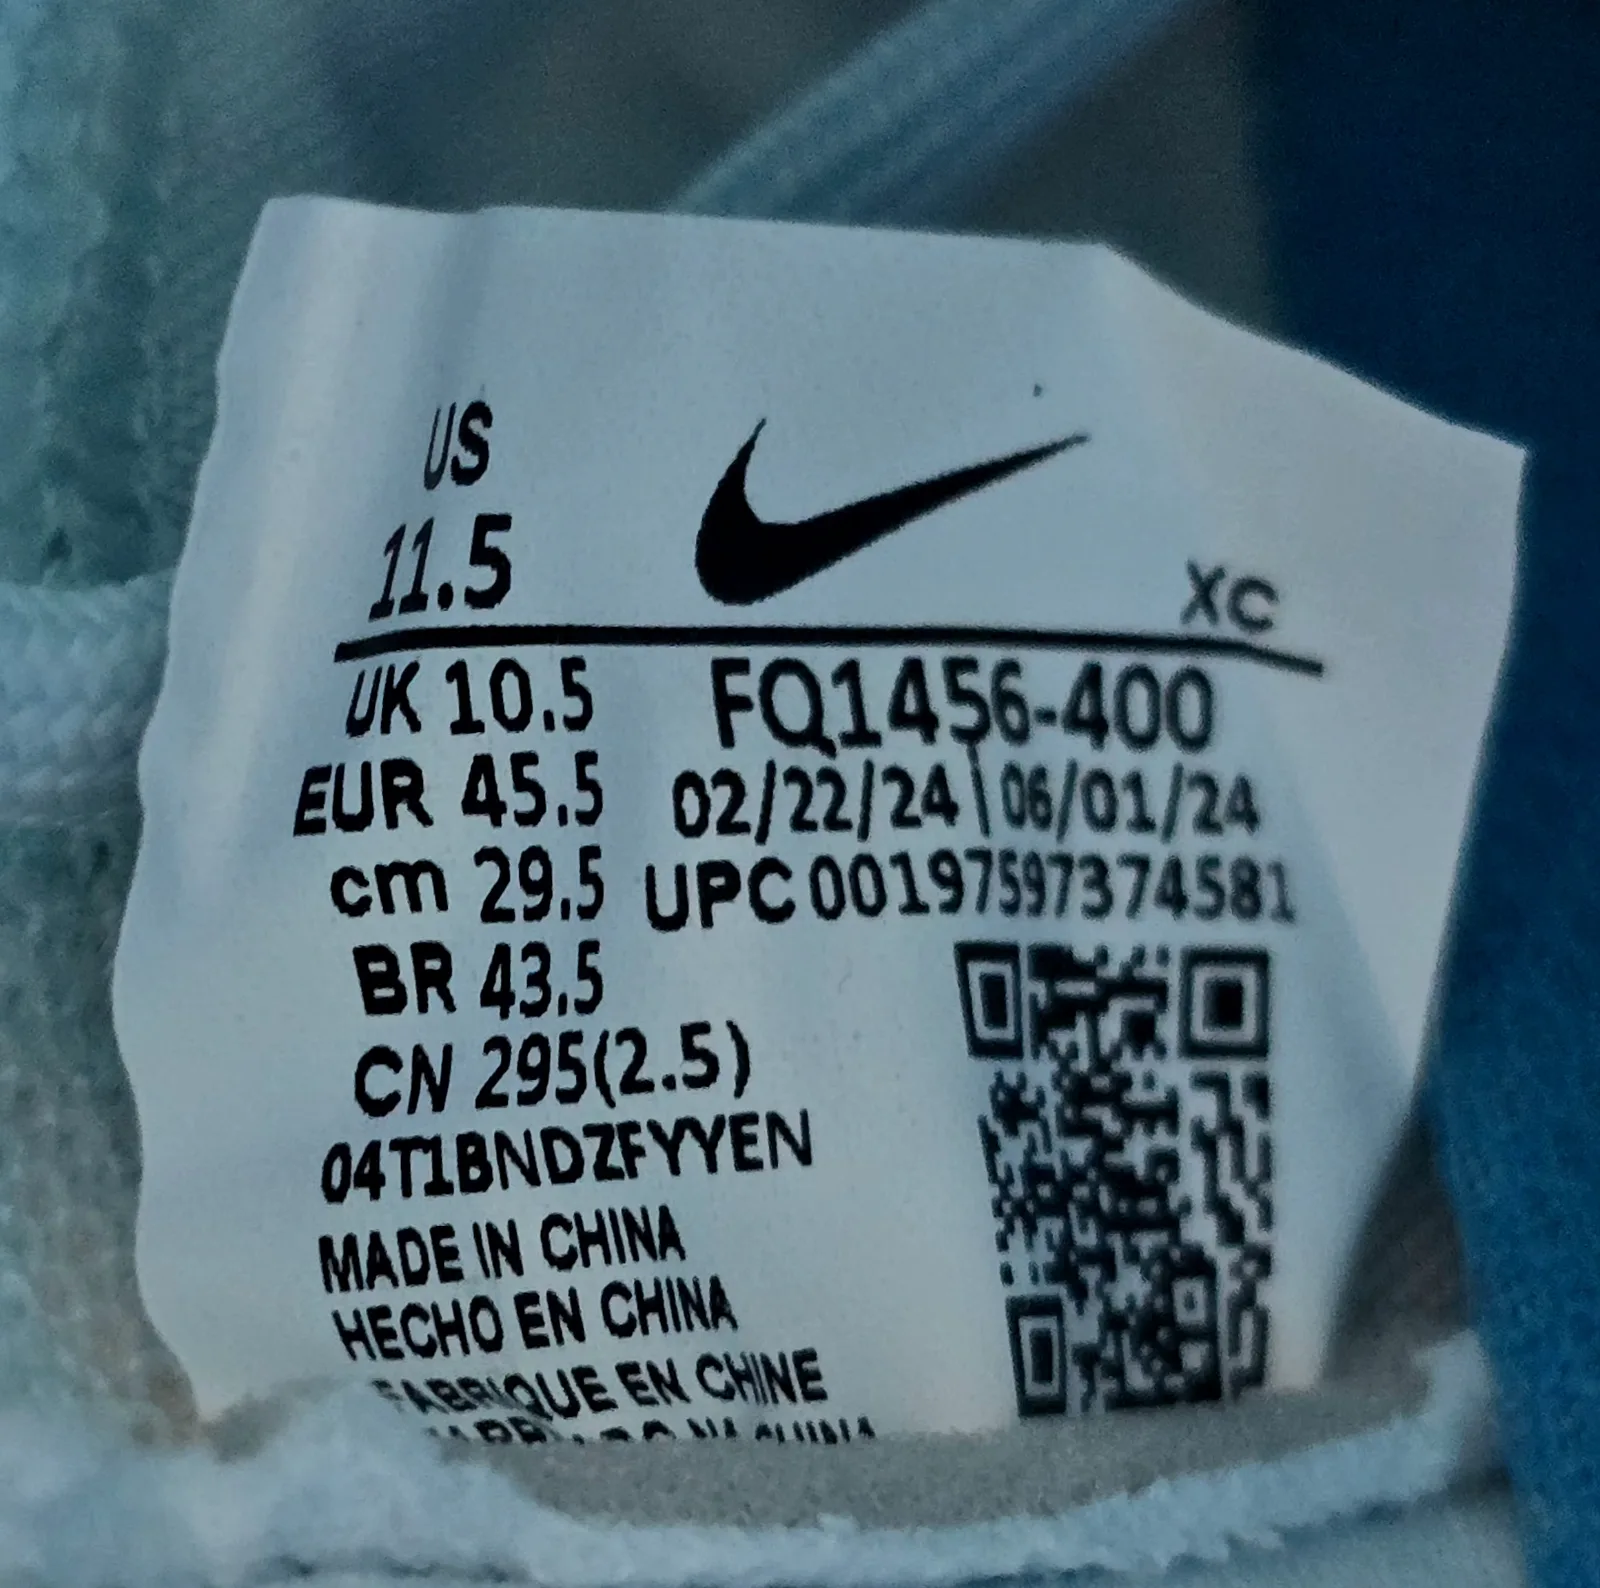 US
11.5
XC
UK 10.5 FQ1456-400
EUR 45.5 02/22/24\06/01/24
cm 29.5 UPC 00197597374581
BR 43.5
CN 295(2.5)
04T1BNDZFYYEN
MADE IN CHINA
HECHO EN CHINA
FABRIQUE EN CHINE
NA CHINA